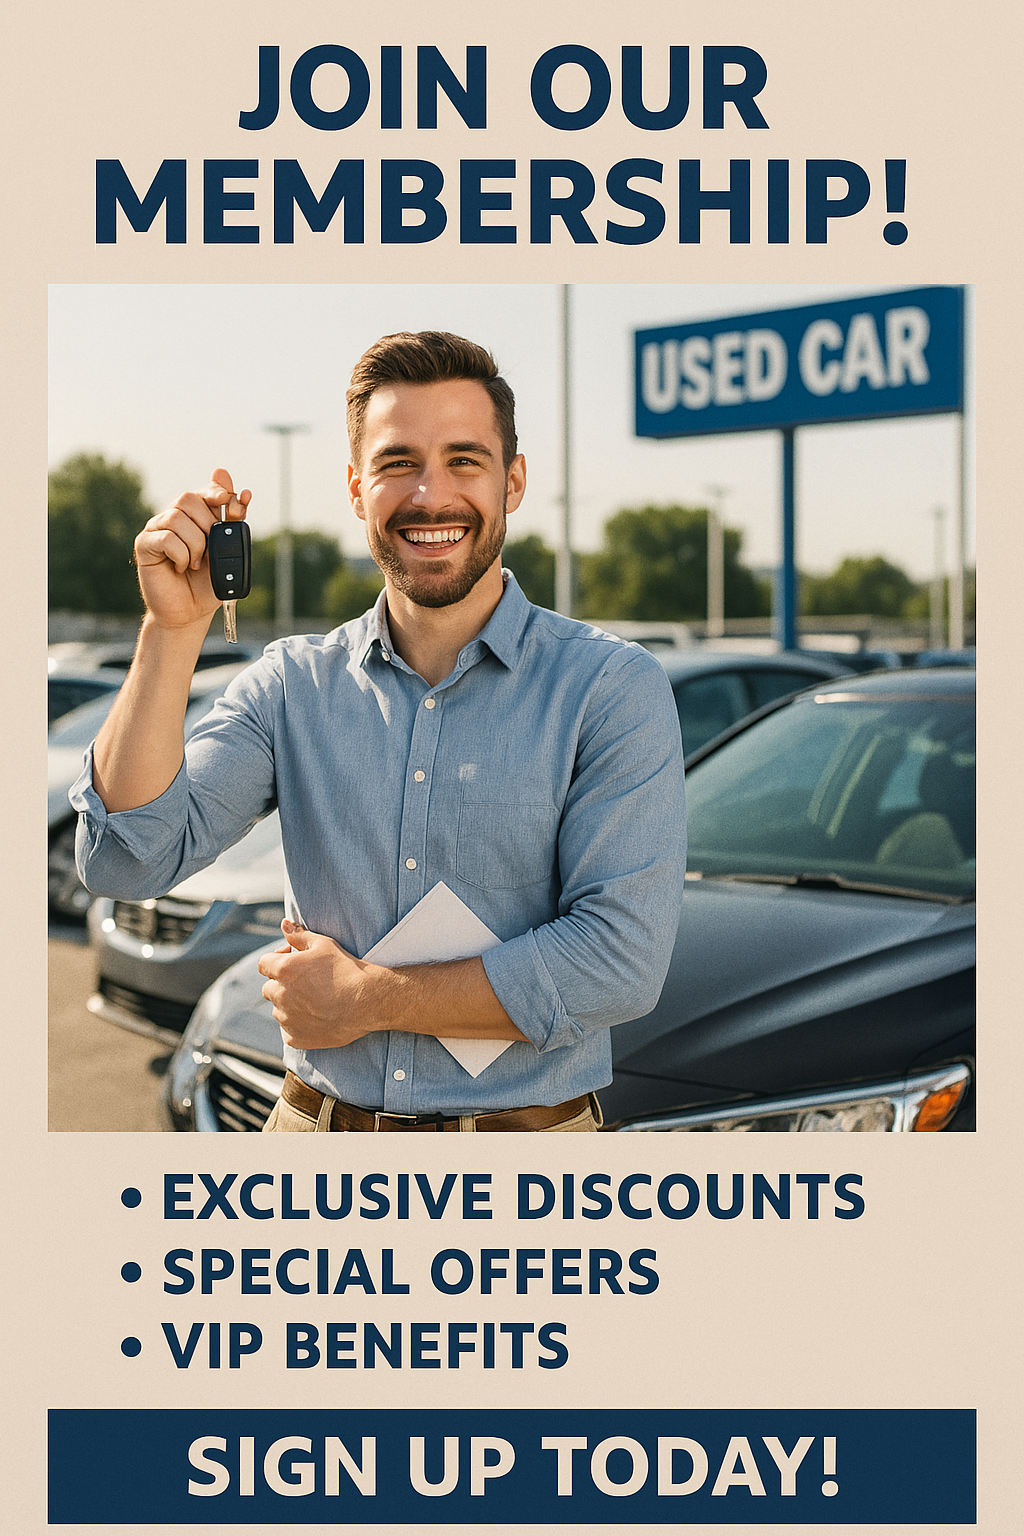 JOIN OUR
MEMBERSHIP!
USED CAR
• EXCLUSIVE DISCOUNTS
• SPECIAL OFFERS
• VIP BENEFITS
SIGN UP TODAY!